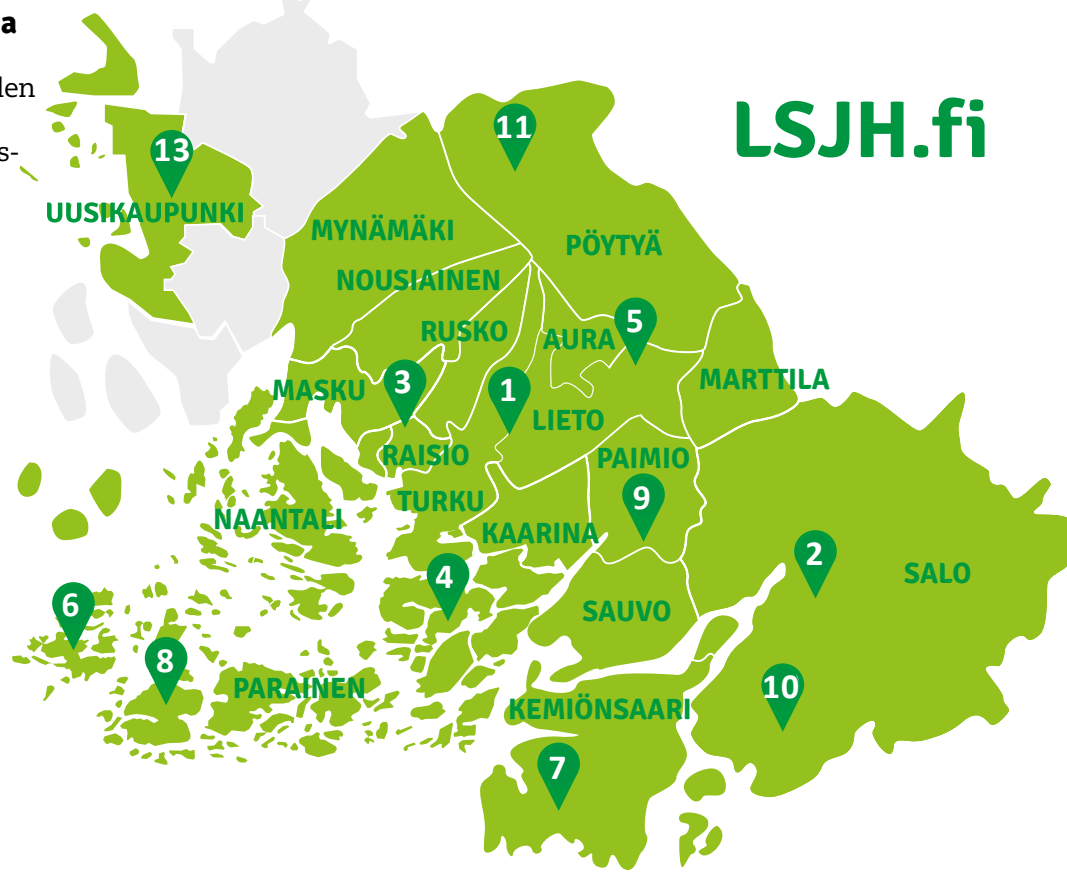 a
len
s-
LSJH.fi
11
13
UUSIKAUPUNKI
MYNÄMÄKI
PÖYTYÄ
NOUSIAINEN
RUSKO
AURA
5
MASKU
3
1
MARTTILA
LIETO
RAISIO
PAIMIO
TURKU
9
NAANTALI
KAARINA
2
4
SALO
6
SAUVO
8
PARAINEN
10
KEMIÖNSAARI
7